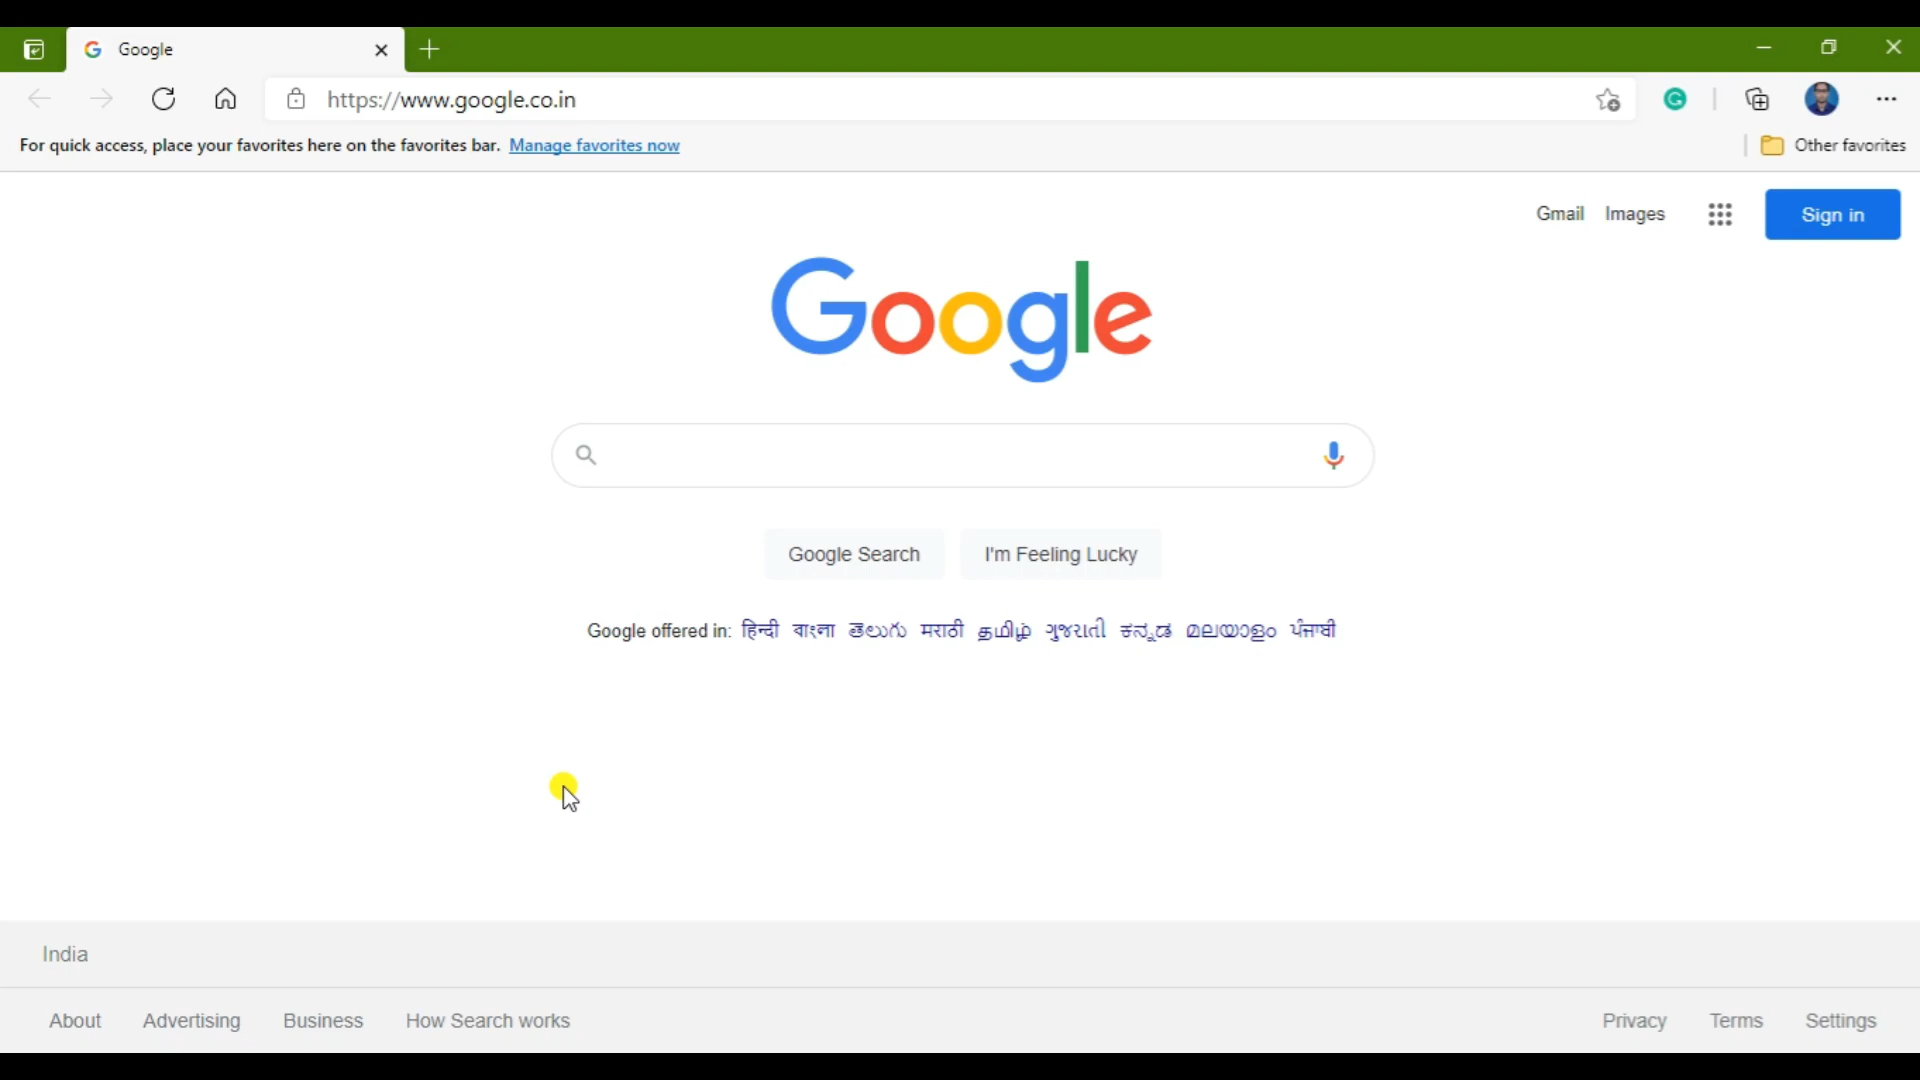 Google
https://www.google.co.in
For quick access, place your favorites here on the favorites bar. Manage favorites now
Other favorites
Gmail Images Sign in
Google
Google Search I'm Feeling Lucky
Google offered in: हिन्दी বাংলা తెలుగు मराठी தமிழ் ગુજરાતી ಕನ್ನಡ മലയാളം ਪੰਜਾਬੀ
India
About Advertising Business How Search works Privacy Terms Settings